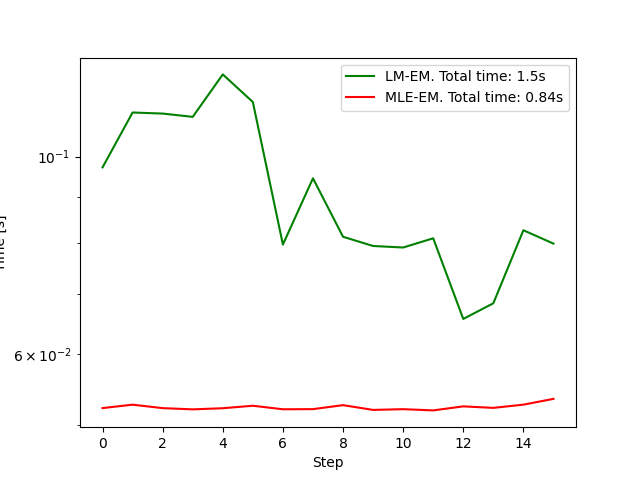 LM-EM. Total time: 1.5s
MLE-EM. Total time: 0.84s
10⁻¹
6 × 10⁻²
[s]
0 2 4 6 8 10 12 14
Step